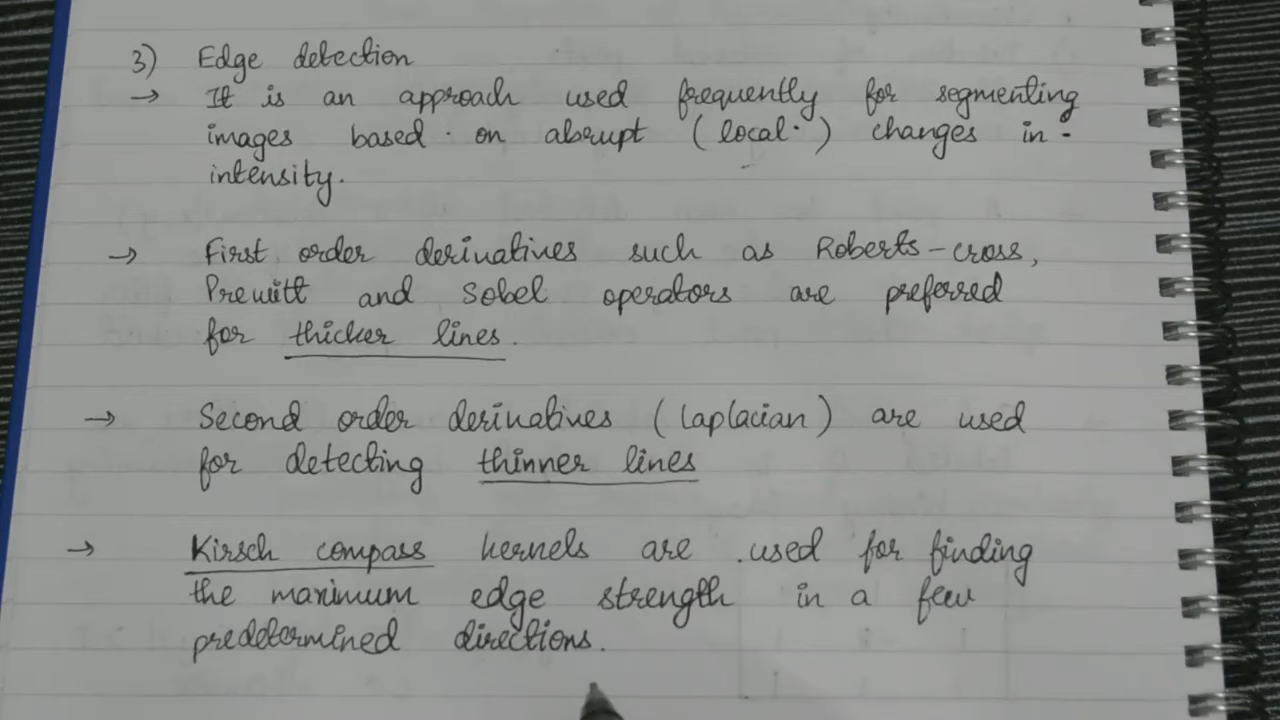 3) Edge detection
→ It is an approach used frequently for segmenting
images based on abrupt (local) changes in
intensity.
→ First order derivatives such as Roberts-cross,
Prewitt and Sobel operators are preferred
for thicker lines.
→ Second order derivatives (Laplacian) are used
for detecting thinner lines
→ Kirsch compass kernels are used for finding
the maximum edge strength in a few
predetermined directions.